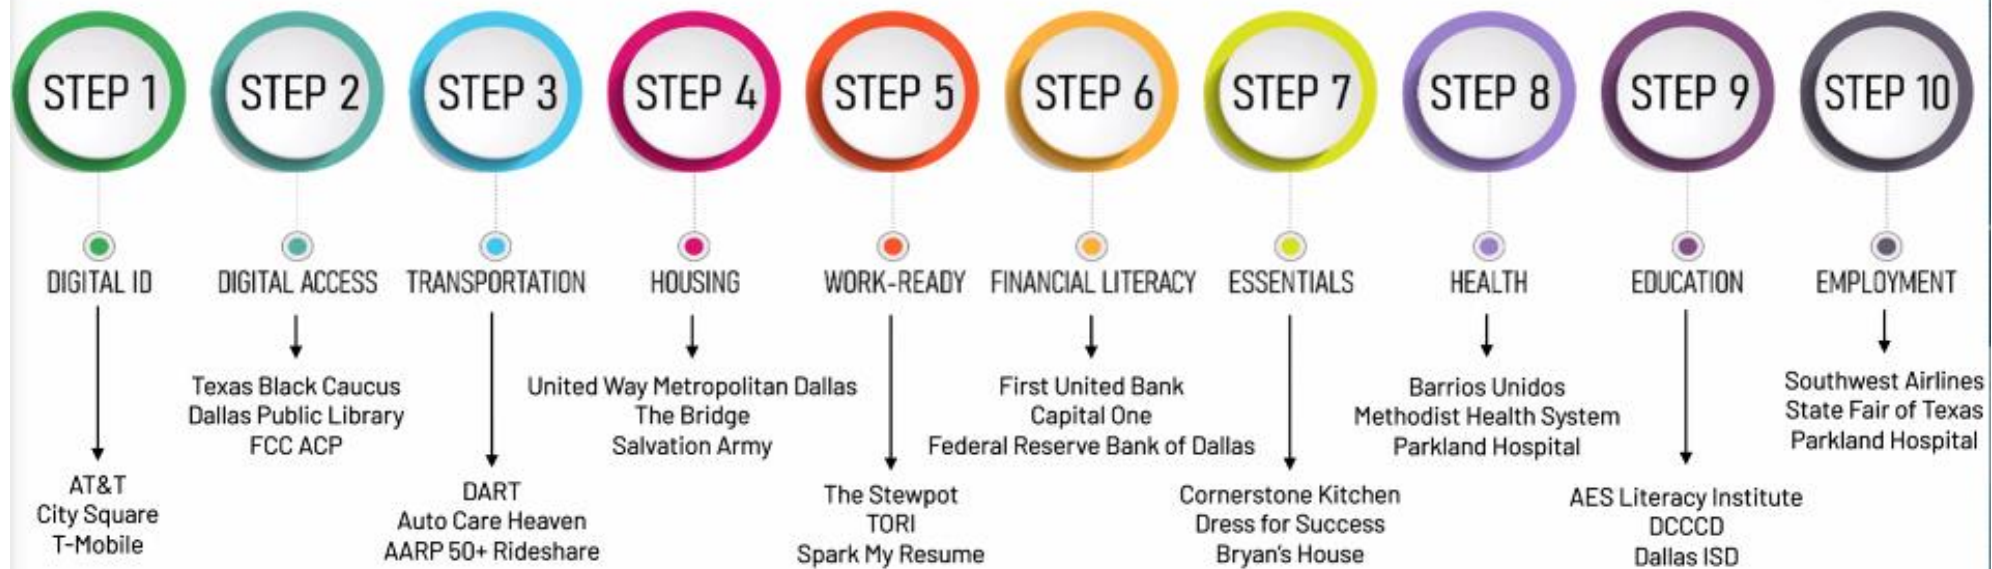 STEP 1
STEP 2
STEP 3
STEP 4
STEP 5
STEP 6
STEP 7
STEP 8
STEP 9
STEP 10
DIGITAL ID
DIGITAL ACCESS
TRANSPORTATION
HOUSING
WORK-READY
FINANCIAL LITERACY
ESSENTIALS
HEALTH
EDUCATION
EMPLOYMENT
AT&T
City Square
T-Mobile
Texas Black Caucus
Dallas Public Library
FCC ACP
DART
Auto Care Heaven
AARP 50+ Rideshare
United Way Metropolitan Dallas
The Bridge
Salvation Army
The Stewpot
TORI
Spark My Resume
First United Bank
Capital One
Federal Reserve Bank of Dallas
Cornerstone Kitchen
Dress for Success
Bryan's House
Barrios Unidos
Methodist Health System
Parkland Hospital
AES Literacy Institute
DCCCD
Dallas ISD
Southwest Airlines
State Fair of Texas
Parkland Hospital